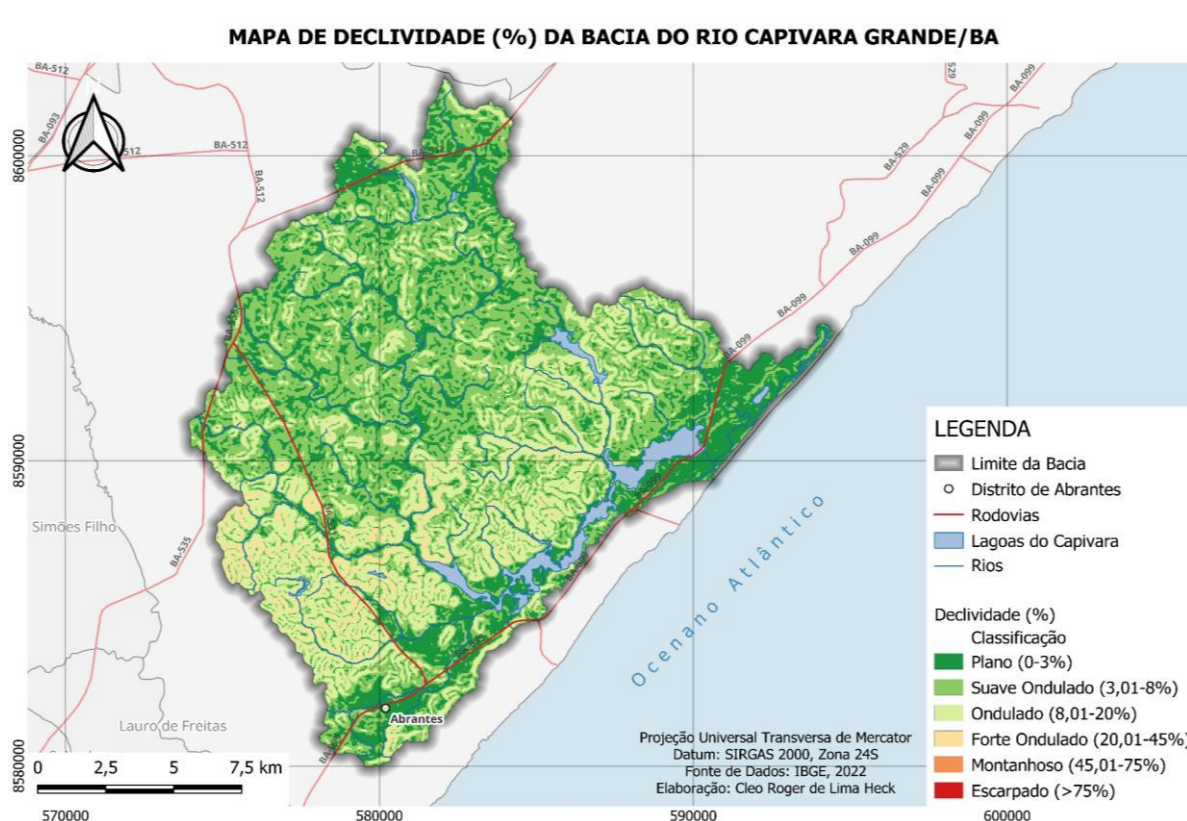 MAPA DE DECLIVIDADE (%) DA BACIA DO RIO CAPIVARA GRANDE/BA
BA-512
BA-093
BA-512
BA-512
BA-512
BA-529
BA-099
BA-099
BA-529
BA-099
BA-099
BA-099
BA-099
8600000
8590000
8580000
Simões Filho
BA-535
Lauro de Freitas
Abrantes
Ocenano Atlântico
LEGENDA
Limite da Bacia
Distrito de Abrantes
Rodovias
Lagoas do Capivara
Rios
Declividade (%)
Classificação
Plano (0-3%)
Suave Ondulado (3,01-8%)
Ondulado (8,01-20%)
Forte Ondulado (20,01-45%)
Montanhoso (45,01-75%)
Escarpado (>75%)
Projeção Universal Transversa de Mercator
Datum: SIRGAS 2000, Zona 24S
Fonte de Dados: IBGE, 2022
Elaboração: Cleo Roger de Lima Heck
0 2,5 5 7,5 km
570000 580000 590000 600000